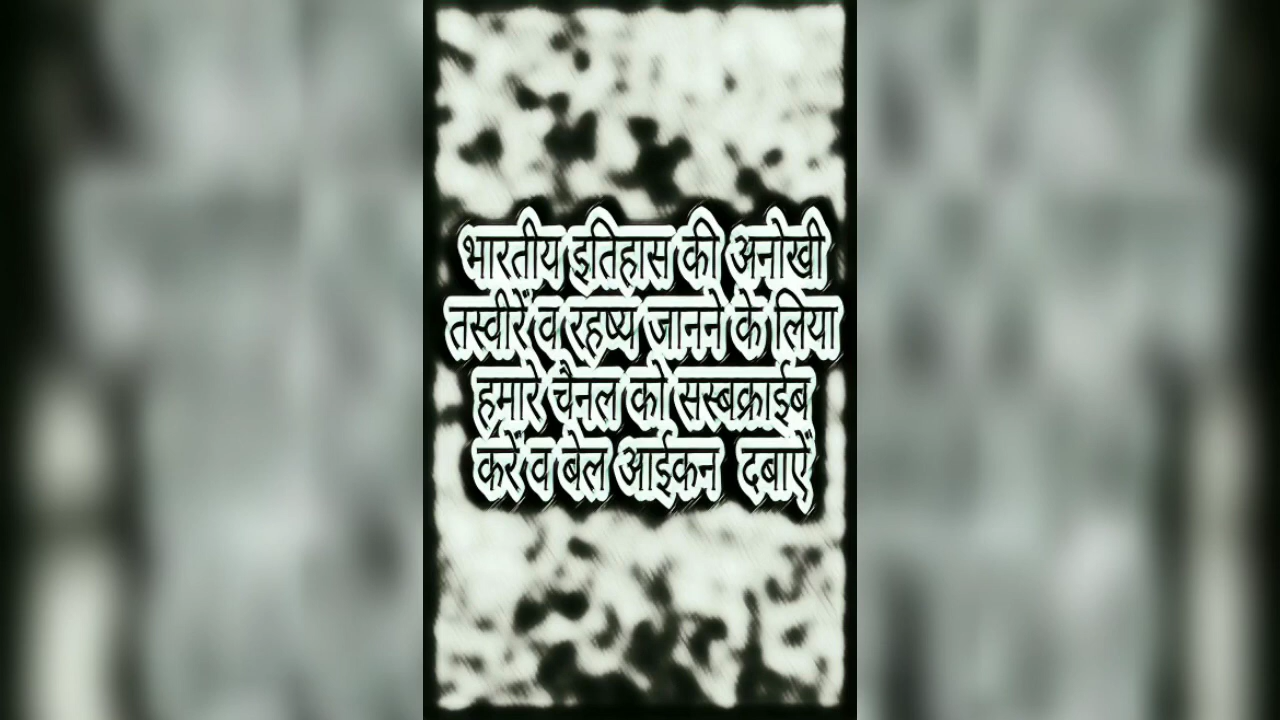 भारतीय इतिहास की अनोखी
तस्वीरें व रहष्य जानने के लिया
हमारे चैनल को सस्बक्राईब
करें व बेल आईकन दबाऐं